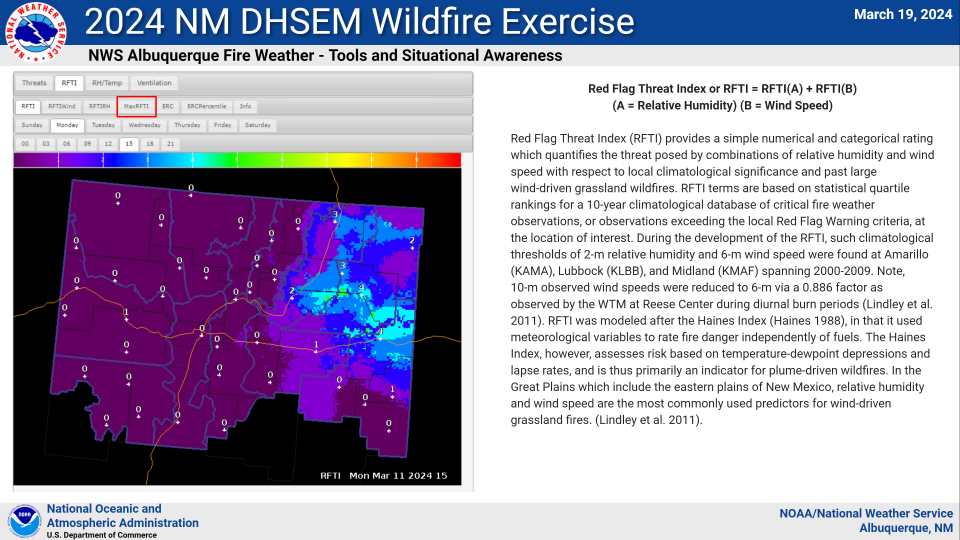 NATIONAL WEATHER SERVICE
2024 NM DHSEM Wildfire Exercise
March 19, 2024
NWS Albuquerque Fire Weather - Tools and Situational Awareness
Threats RFTI RH/Temp Ventilation
RFTI RFTIWind RFTIRH MaxRFTI ERC ERCPercentile Info
Sunday Monday Tuesday Wednesday Thursday Friday Saturday
00 03 06 09 12 15 18 21
RFTI Mon Mar 11 2024 15
Red Flag Threat Index or RFTI = RFTI(A) + RFTI(B)
(A = Relative Humidity) (B = Wind Speed)
Red Flag Threat Index (RFTI) provides a simple numerical and categorical rating
which quantifies the threat posed by combinations of relative humidity and wind
speed with respect to local climatological significance and past large
wind-driven grassland wildfires. RFTI terms are based on statistical quartile
rankings for a 10-year climatological database of critical fire weather
observations, or observations exceeding the local Red Flag Warning criteria, at
the location of interest. During the development of the RFTI, such climatological
thresholds of 2-m relative humidity and 6-m wind speed were found at Amarillo
(KAMA), Lubbock (KLBB), and Midland (KMAF) spanning 2000-2009. Note,
10-m observed wind speeds were reduced to 6-m via a 0.886 factor as
observed by the WTM at Reese Center during diurnal burn periods (Lindley et al.
2011). RFTI was modeled after the Haines Index (Haines 1988), in that it used
meteorological variables to rate fire danger independently of fuels. The Haines
Index, however, assesses risk based on temperature-dewpoint depressions and
lapse rates, and is thus primarily an indicator for plume-driven wildfires. In the
Great Plains which include the eastern plains of New Mexico, relative humidity
and wind speed are the most commonly used predictors for wind-driven
grassland fires. (Lindley et al. 2011).
NOAA
National Oceanic and
Atmospheric Administration
U.S. Department of Commerce
NOAA/National Weather Service
Albuquerque, NM